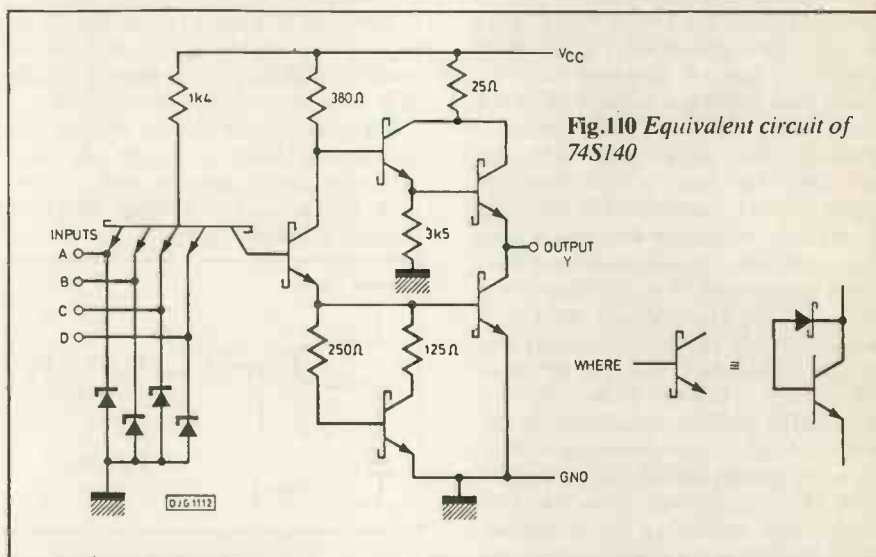 VCC
1k4
380Ω
25Ω
Fig.110 Equivalent circuit of
74S140
INPUTS
A
B
C
D
3k5
OUTPUT
Y
250Ω
125Ω
WHERE
≡
GND
DJG1112